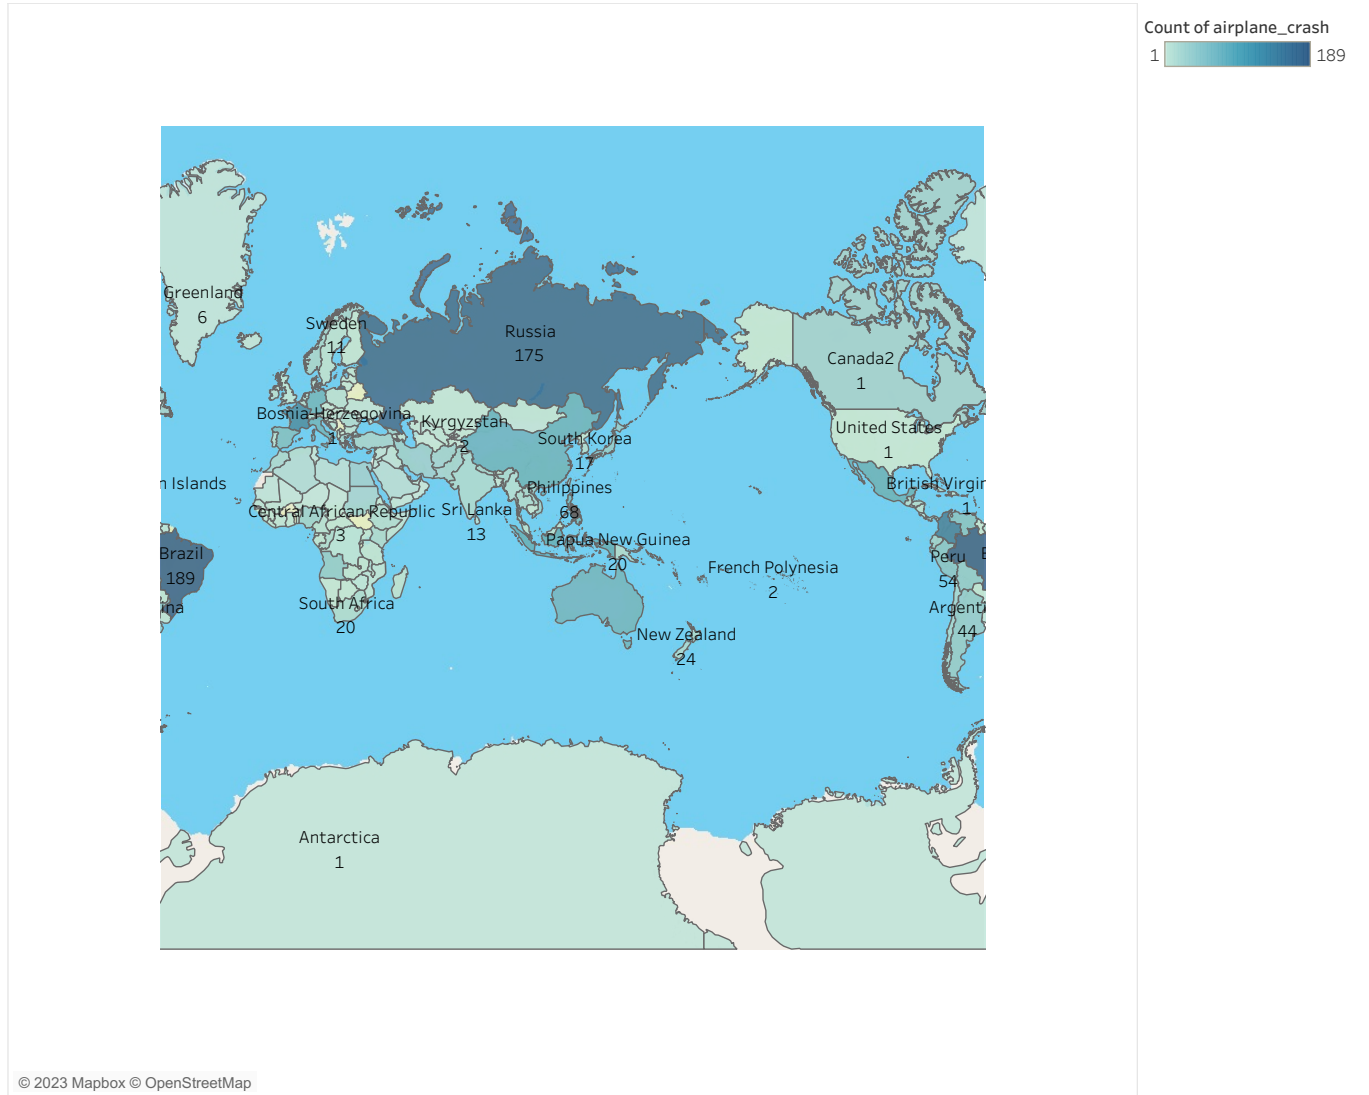 Count of airplane_crash
1 189
Greenland
6
Sweden
11
Russia
175
Canada2
1
Bosnia-Herzegovina
1
Kyrgyzstan
2
South Korea
17
United States
1
n Islands
British Virgin
1
Philippines
68
Central African Republic
3
Sri Lanka
13
Papua New Guinea
20
Brazil
189
French Polynesia
2
Peru
54
B
South Africa
20
ina
Argenti
44
New Zealand
24
Antarctica
1
© 2023 Mapbox © OpenStreetMap